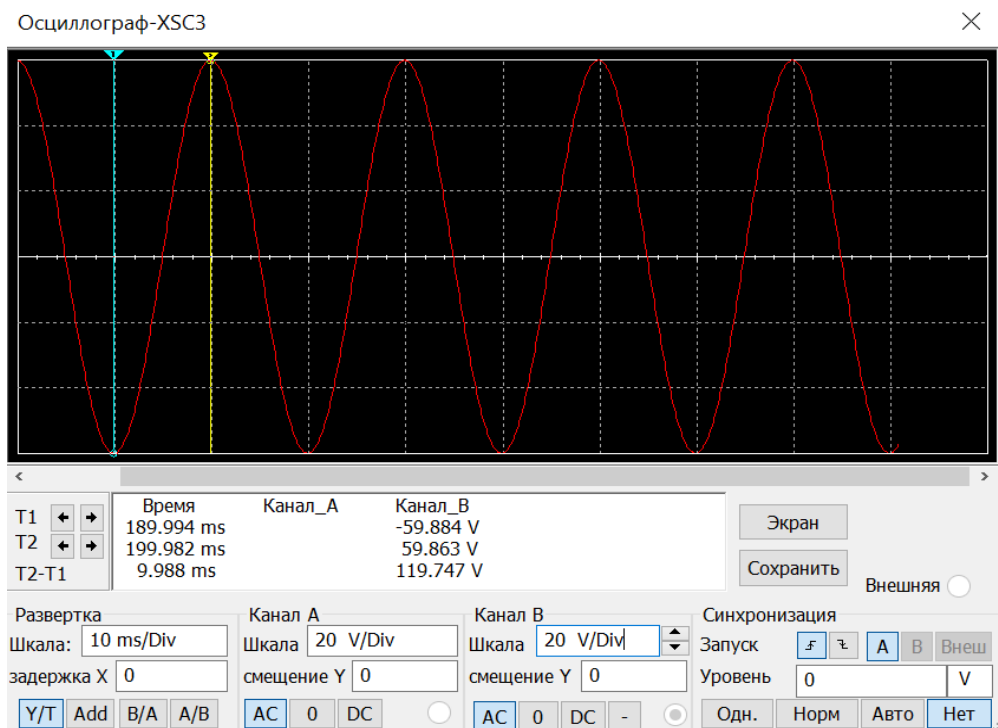 Осциллограф-XSC3
1 2
T1 Время Канал_A Канал_B
189.994 ms -59.884 V
T2 199.982 ms 59.863 V
T2-T1 9.988 ms 119.747 V
Экран
Сохранить
Внешняя
Развертка Канал A Канал B Синхронизация
Шкала: 10 ms/Div Шкала 20 V/Div Шкала 20 V/Div Запуск A B Внеш
задержка X 0 смещение Y 0 смещение Y 0 Уровень 0 V
Y/T Add B/A A/B AC 0 DC AC 0 DC - Одн. Норм Авто Нет